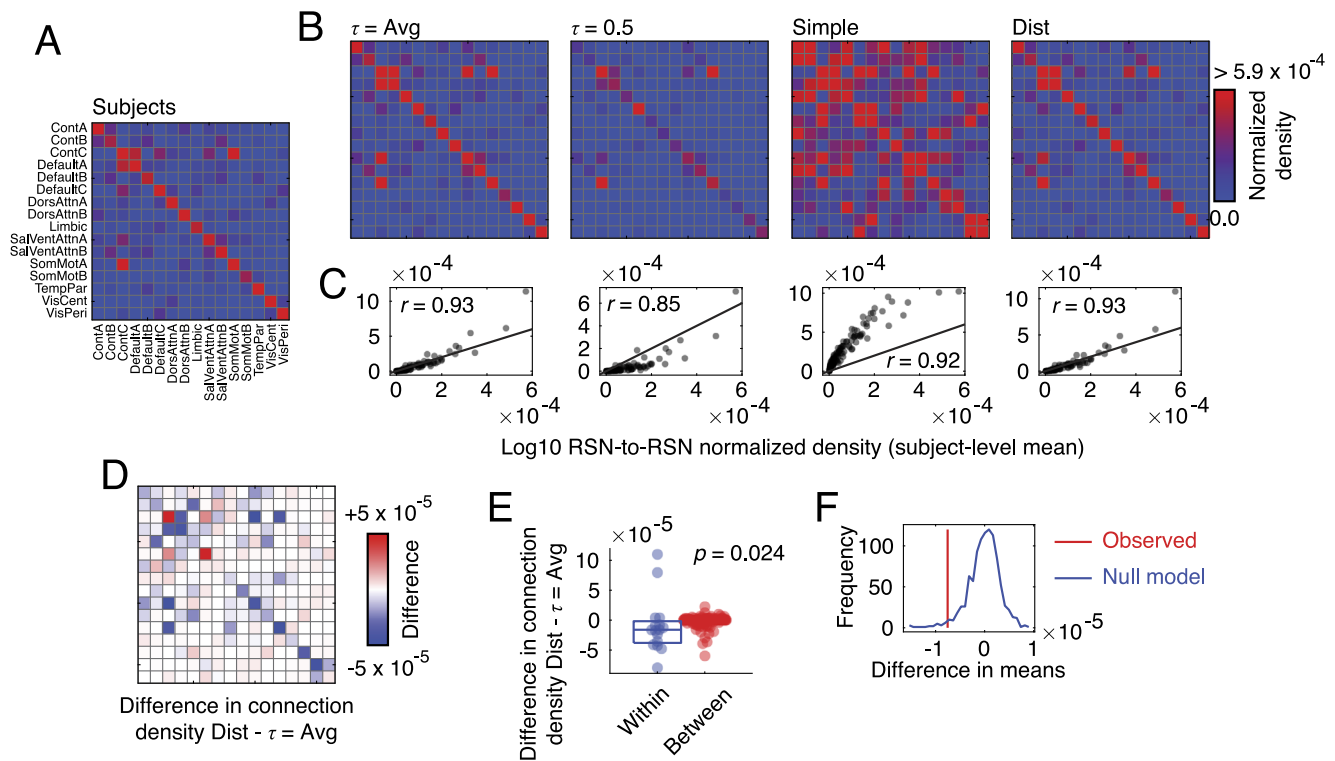 A
Subjects
ContA
ContB
ContC
DefaultA
DefaultB
DefaultC
DorsAttnA
DorsAttnB
Limbic
SalVentAttnA
SalVentAttnB
SomMotA
SomMotB
TempPar
VisCent
VisPeri
ContA
ContB
ContC
DefaultA
DefaultB
DefaultC
DorsAttnA
DorsAttnB
Limbic
SalVentAttnA
SalVentAttnB
SomMotA
SomMotB
TempPar
VisCent
VisPeri
B
τ = Avg
τ = 0.5
Simple
Dist
> 5.9 x 10⁻⁴
Normalized
density
0.0
C
×10⁻⁴
10
5
0
r = 0.93
0 2 4 6
×10⁻⁴
×10⁻⁴
6
4
2
0
r = 0.85
0 2 4 6
×10⁻⁴
×10⁻⁴
10
5
0
r = 0.92
0 2 4 6
×10⁻⁴
×10⁻⁴
10
5
0
r = 0.93
0 2 4 6
×10⁻⁴
Log10 RSN-to-RSN normalized density (subject-level mean)
D
+5 x 10⁻⁵
Difference
-5 x 10⁻⁵
Difference in connection
density Dist - τ = Avg
E
Difference in connection
density Dist - τ = Avg
×10⁻⁵
10
5
0
-5
p = 0.024
Within
Between
F
Frequency
100
50
0
-1 0 1
×10⁻⁵
Difference in means
Observed
Null model